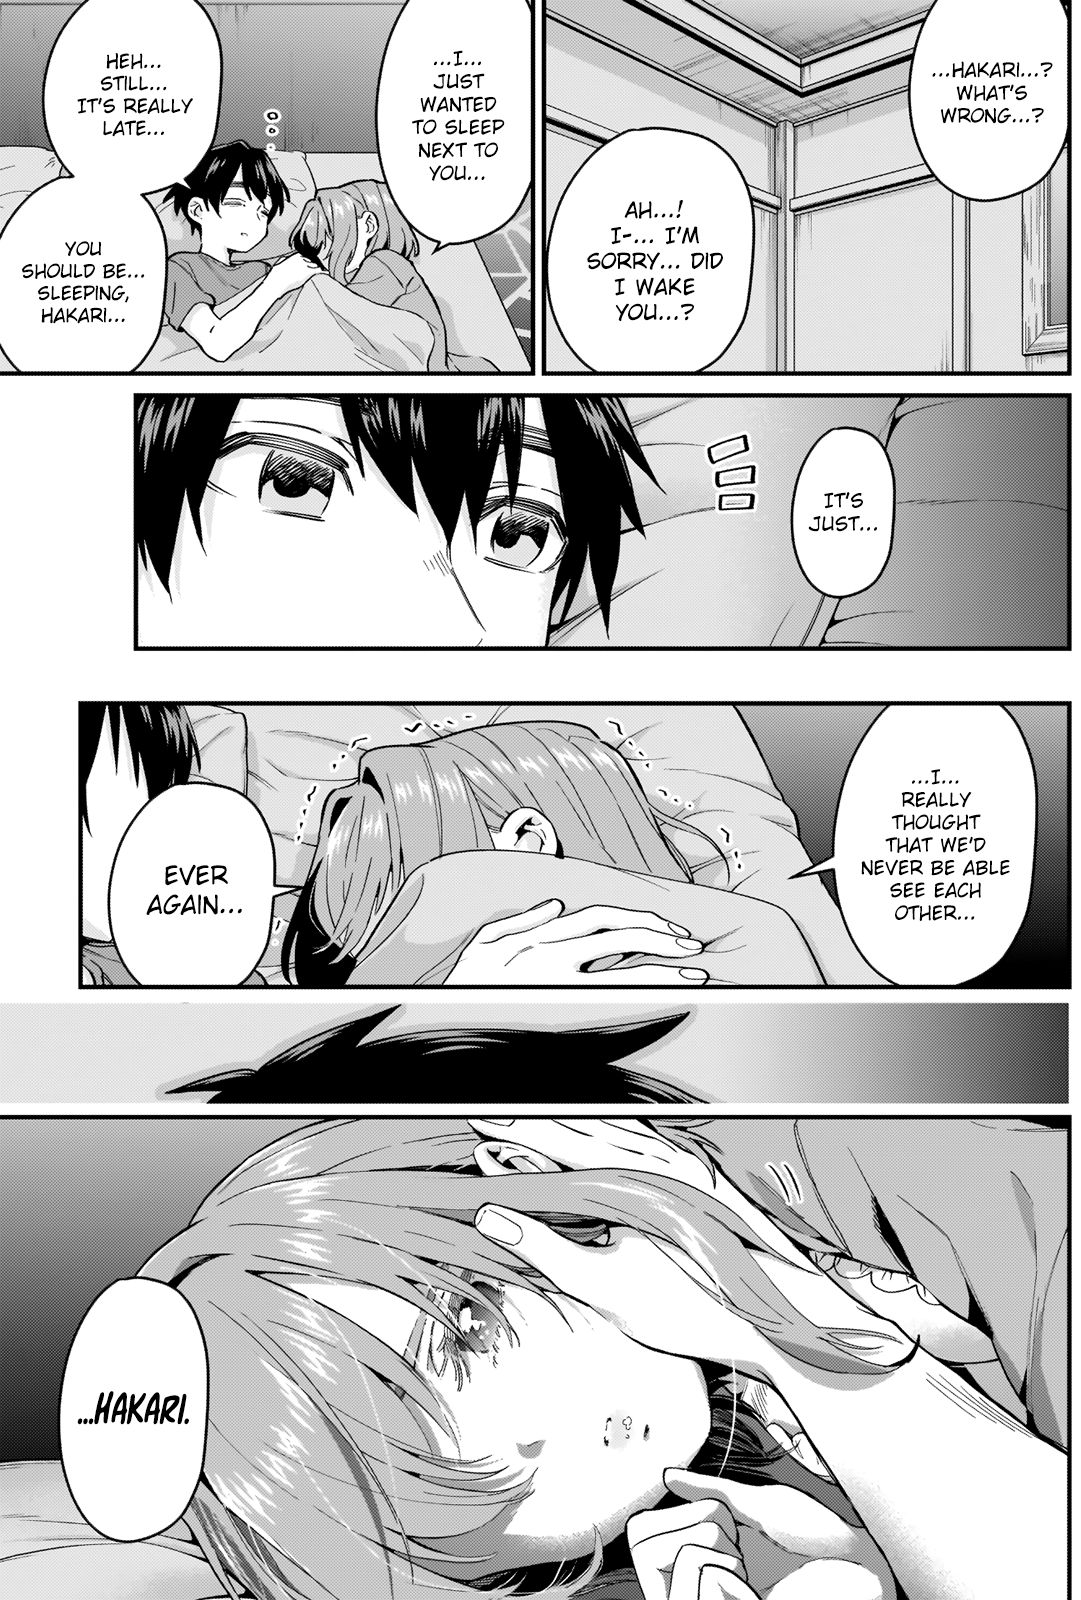 ...HAKARI...?
WHAT'S
WRONG...?
AH...!
I-... I'M
SORRY... DID
I WAKE
YOU...?
...I...
JUST
WANTED
TO SLEEP
NEXT TO
YOU...
HEH...
STILL...
IT'S REALLY
LATE...
YOU
SHOULD BE...
SLEEPING,
HAKARI...
IT'S
JUST...
...I...
REALLY
THOUGHT
THAT WE'D
NEVER BE ABLE
SEE EACH
OTHER...
EVER
AGAIN...
...HAKARI.